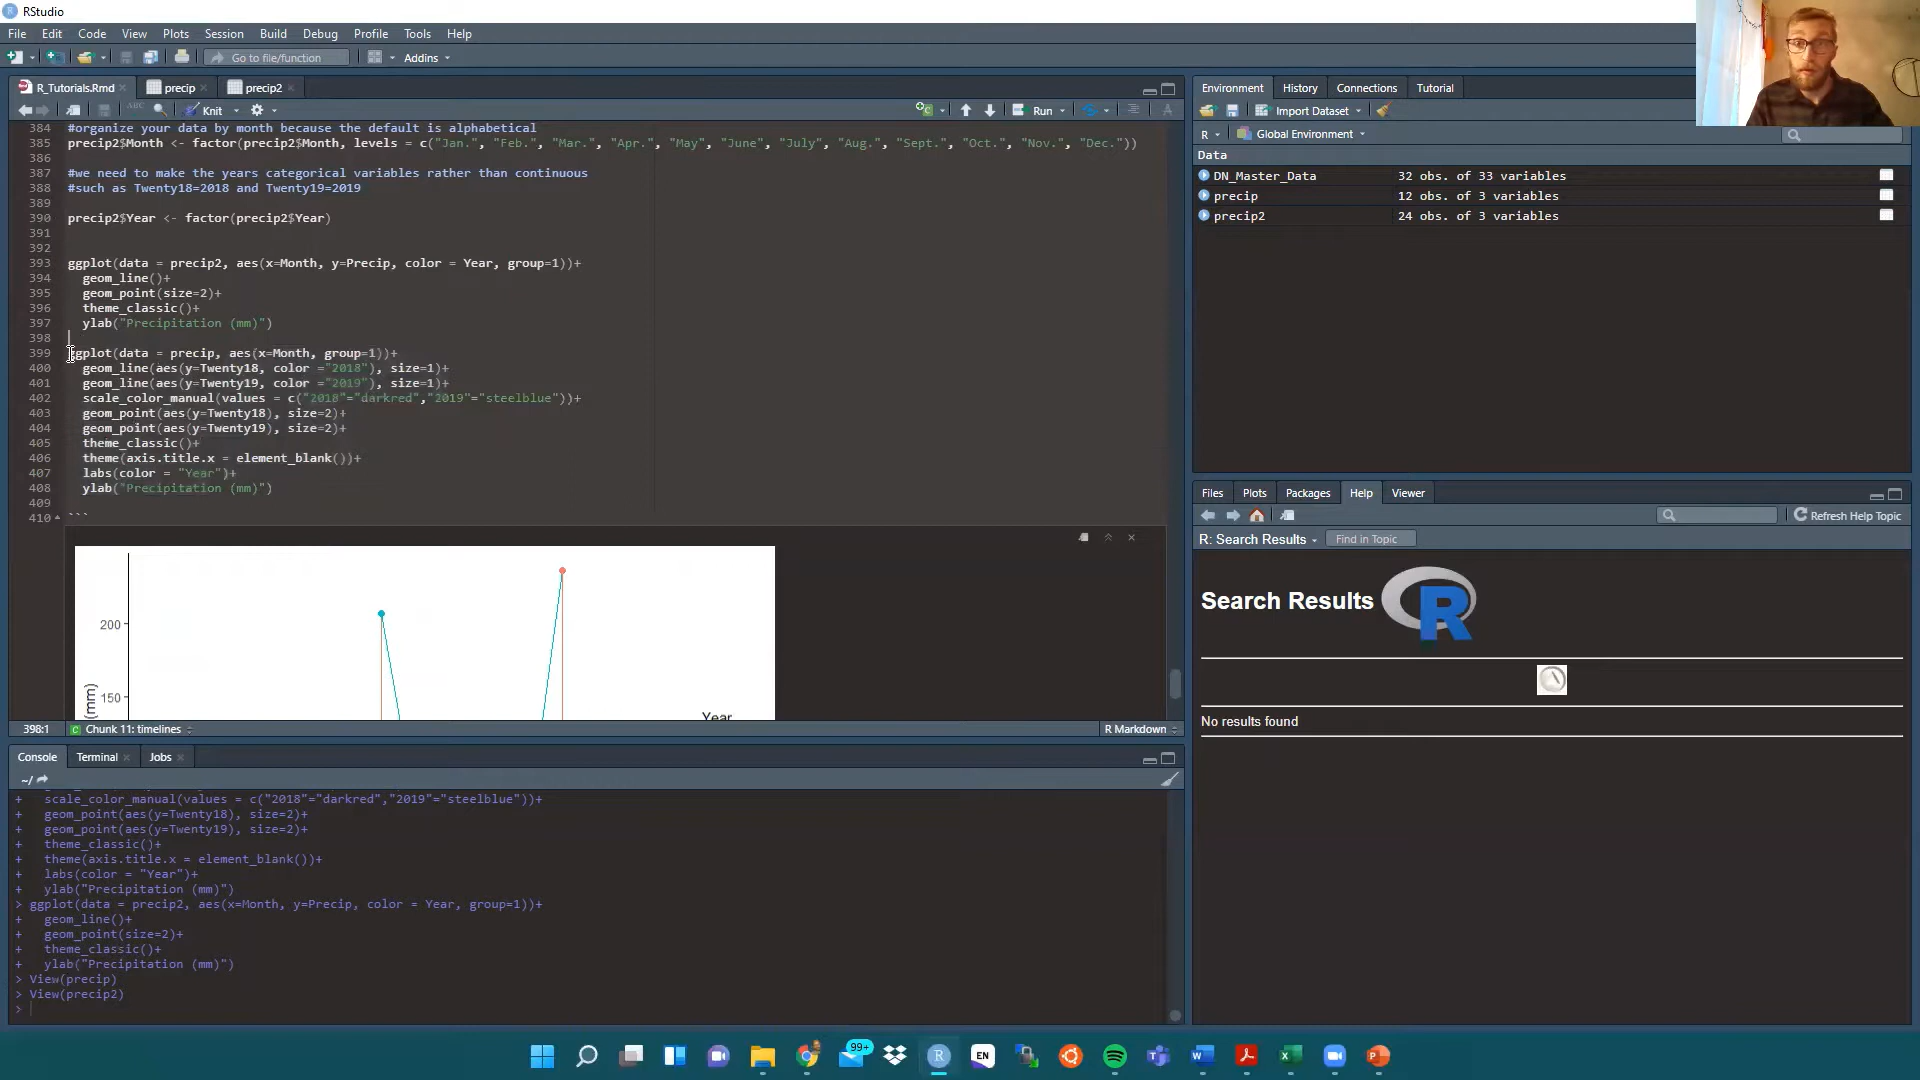 RStudio
File Edit Code View Plots Session Build Debug Profile Tools Help
Go to file/function Addins
R_Tutorials.Rmd precip precip2
ABC Knit Run
384 #organize your data by month because the default is alphabetical
385 precip2$Month <- factor(precip2$Month, levels = c("Jan.", "Feb.", "Mar.", "Apr.", "May", "June", "July", "Aug.", "Sept.", "Oct.", "Nov.", "Dec."))
386
387 #we need to make the years categorical variables rather than continuous
388 #such as Twenty18=2018 and Twenty19=2019
389
390 precip2$Year <- factor(precip2$Year)
391
392
393 ggplot(data = precip2, aes(x=Month, y=Precip, color = Year, group=1))+
394 geom_line()+
395 geom_point(size=2)+
396 theme_classic()+
397 ylab("Precipitation (mm)")
398
399 ggplot(data = precip, aes(x=Month, group=1))+
400 geom_line(aes(y=Twenty18, color ="2018"), size=1)+
401 geom_line(aes(y=Twenty19, color ="2019"), size=1)+
402 scale_color_manual(values = c("2018"="darkred","2019"="steelblue"))+
403 geom_point(aes(y=Twenty18), size=2)+
404 geom_point(aes(y=Twenty19), size=2)+
405 theme_classic()+
406 theme(axis.title.x = element_blank())+
407 labs(color = "Year")+
408 ylab("Precipitation (mm)")
409
410 ```
200
150
(mm)
Year
398:1 C Chunk 11: timelines R Markdown
Console Terminal Jobs
~/
+ scale_color_manual(values = c("2018"="darkred","2019"="steelblue"))+
+ geom_point(aes(y=Twenty18), size=2)+
+ geom_point(aes(y=Twenty19), size=2)+
+ theme_classic()+
+ theme(axis.title.x = element_blank())+
+ labs(color = "Year")+
+ ylab("Precipitation (mm)")
> ggplot(data = precip2, aes(x=Month, y=Precip, color = Year, group=1))+
+ geom_line()+
+ geom_point(size=2)+
+ theme_classic()+
+ ylab("Precipitation (mm)")
> View(precip)
> View(precip2)
>
Environment History Connections Tutorial
Import Dataset
R Global Environment
Data
DN_Master_Data 32 obs. of 33 variables
precip 12 obs. of 3 variables
precip2 24 obs. of 3 variables
Files Plots Packages Help Viewer
Refresh Help Topic
R: Search Results Find in Topic
Search Results R
No results found
99+
R EN W P